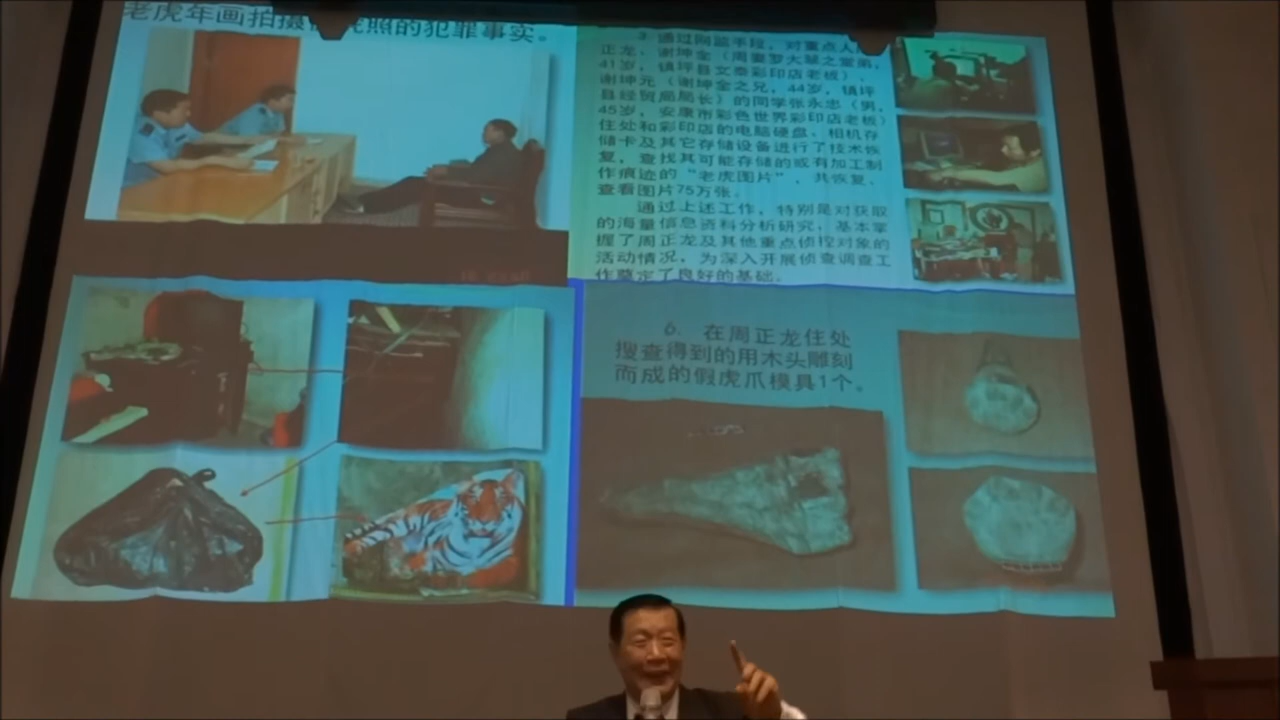 老虎年画拍摄假虎照的犯罪事实。
3 通过网监手段，对重点人
正龙、谢坤金（周妻罗大翠之堂弟，
41岁，镇坪县文泰彩印店老板）、
谢坤元（谢坤金之兄，44岁，镇坪
县经贸局局长）的同学张永忠（男，
45岁，安康市彩色世界彩印店老板）
住处和彩印店的电脑硬盘、相机存
储卡及其它存储设备进行了技术恢
复，查找其可能存储的或有加工制
作痕迹的“老虎图片”，共恢复、
查看图片75万张。
通过上述工作，特别是对获取
的海量信息资料分析研究，基本掌
握了周正龙及其他重点侦控对象的
活动情况，为深入开展侦查调查工
作奠定了良好的基础。
6. 在周正龙住处
搜查得到的用木头雕刻
而成的假虎爪模具1个。